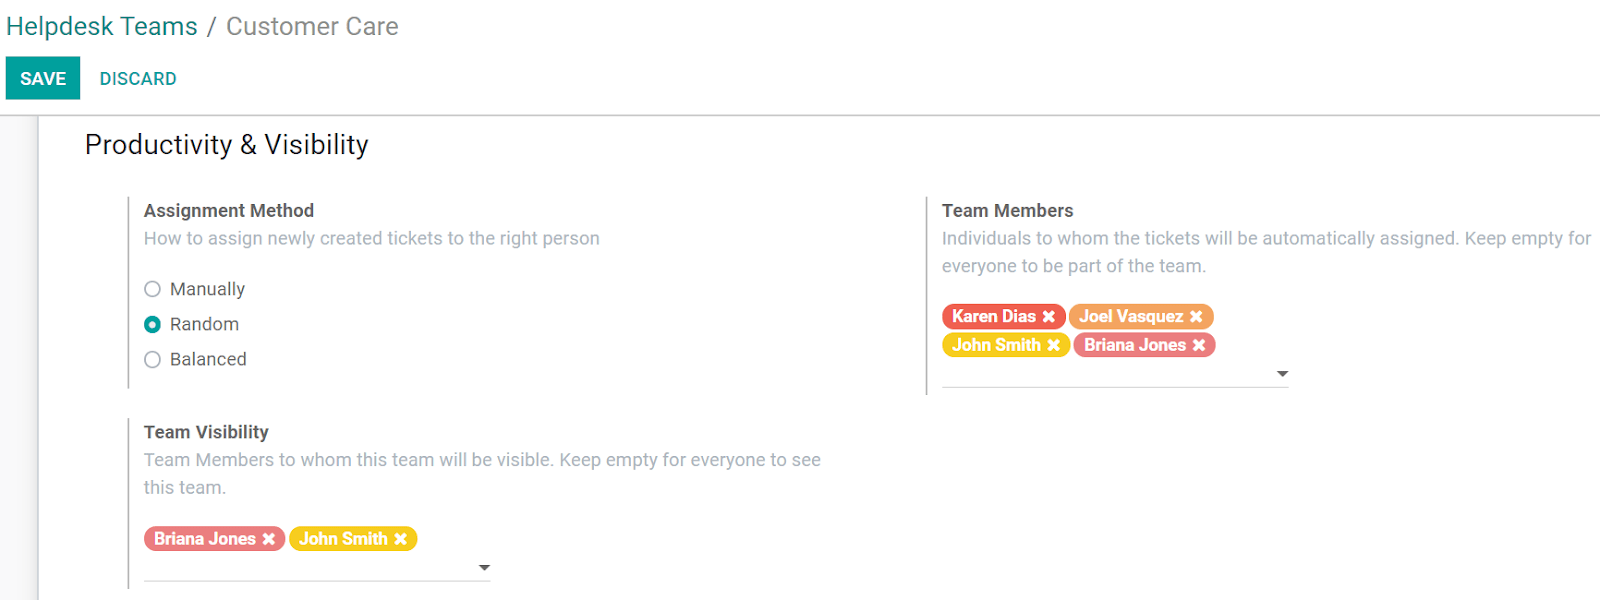 Helpdesk Teams / Customer Care
SAVE DISCARD
Productivity & Visibility
Assignment Method
How to assign newly created tickets to the right person
Manually
Random
Balanced
Team Members
Individuals to whom the tickets will be automatically assigned. Keep empty for
everyone to be part of the team.
Karen Dias ✖ Joel Vasquez ✖
John Smith ✖ Briana Jones ✖
Team Visibility
Team Members to whom this team will be visible. Keep empty for everyone to see
this team.
Briana Jones ✖ John Smith ✖